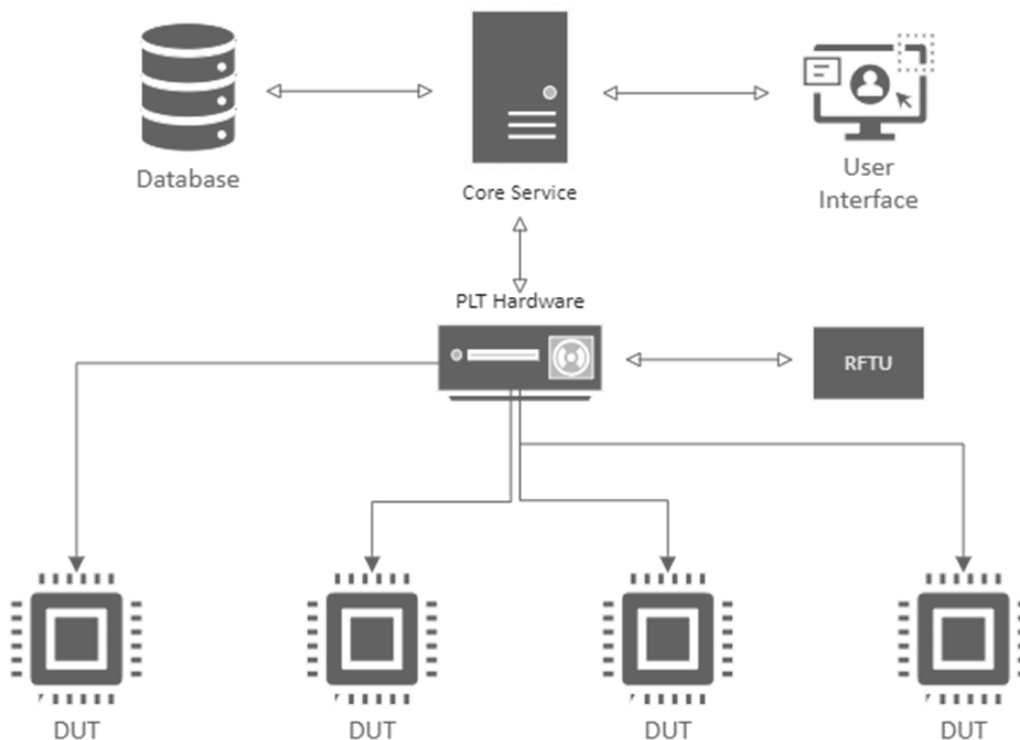 Database
Core Service
User
Interface
PLT Hardware
RFTU
DUT
DUT
DUT
DUT